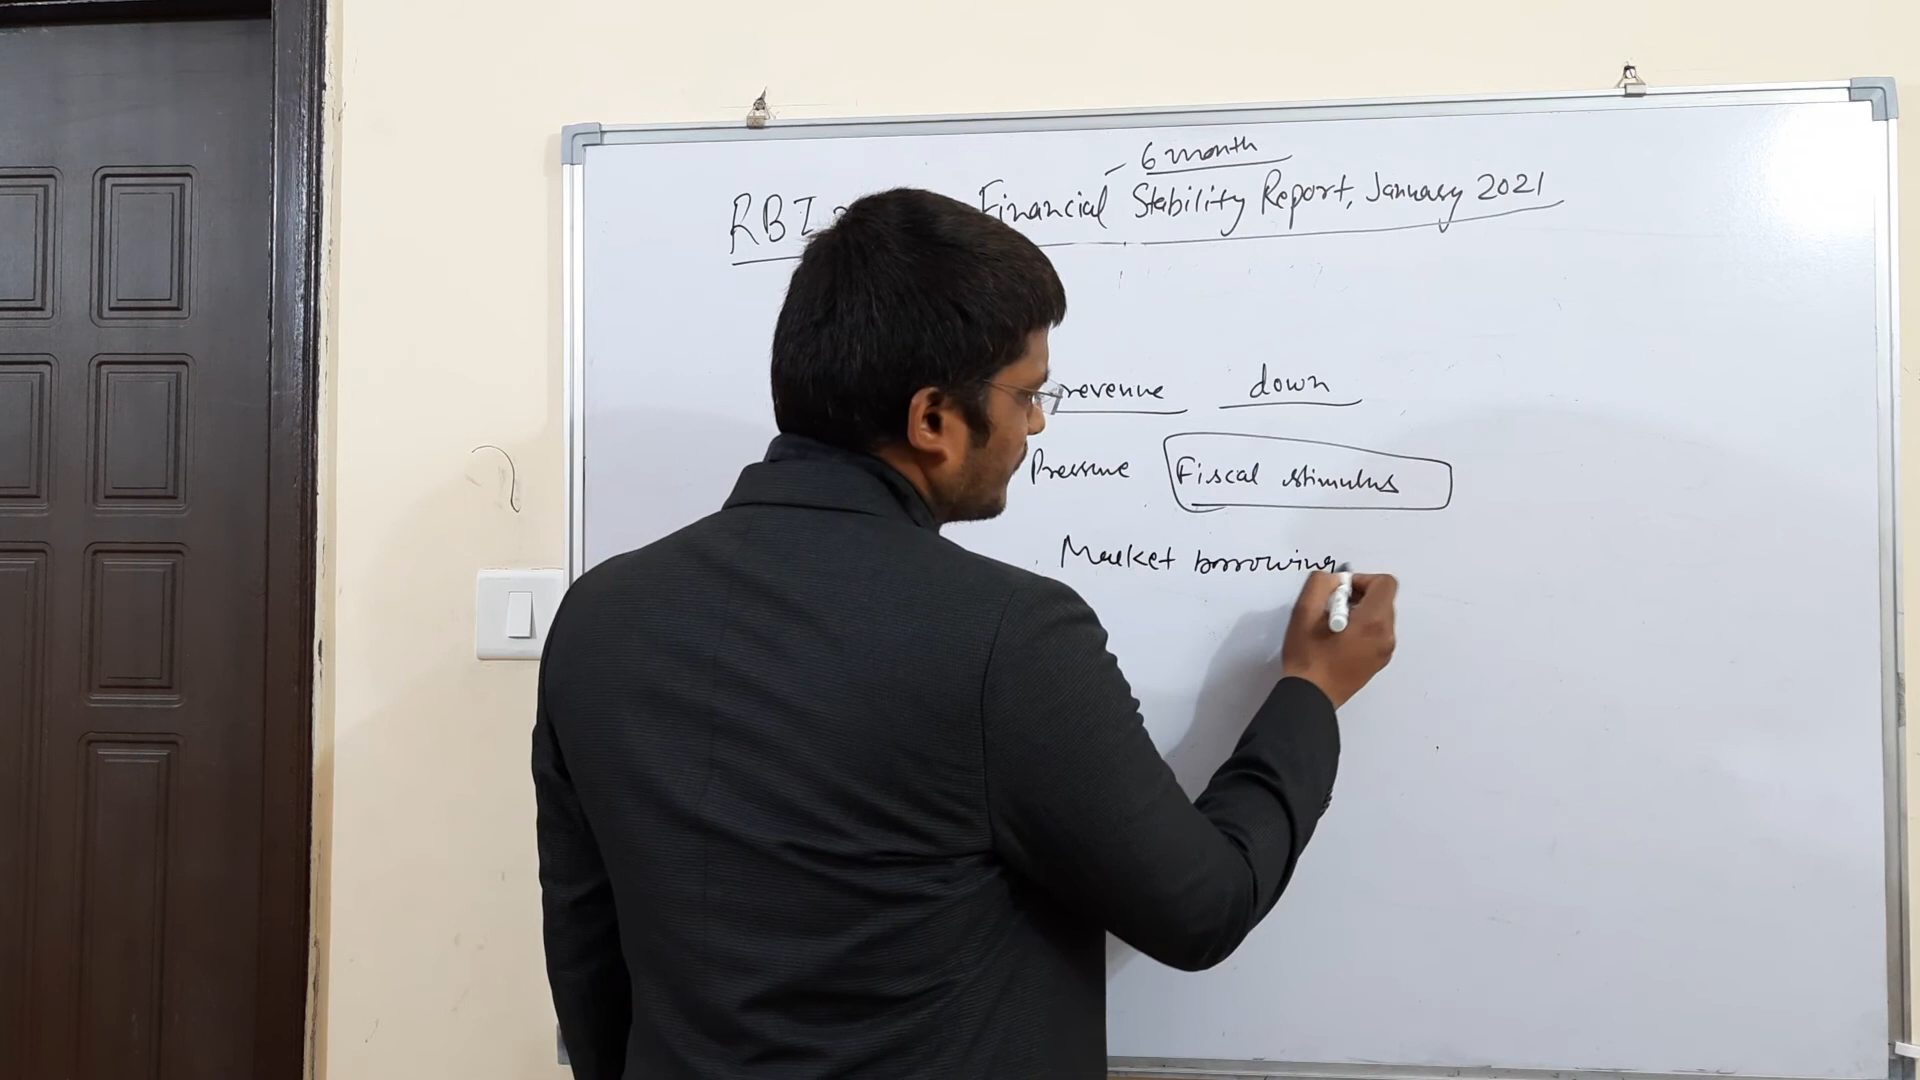 6 month
RBI Financial Stability Report, January 2021
revenue down
Pressure Fiscal stimulus
Market borrowing